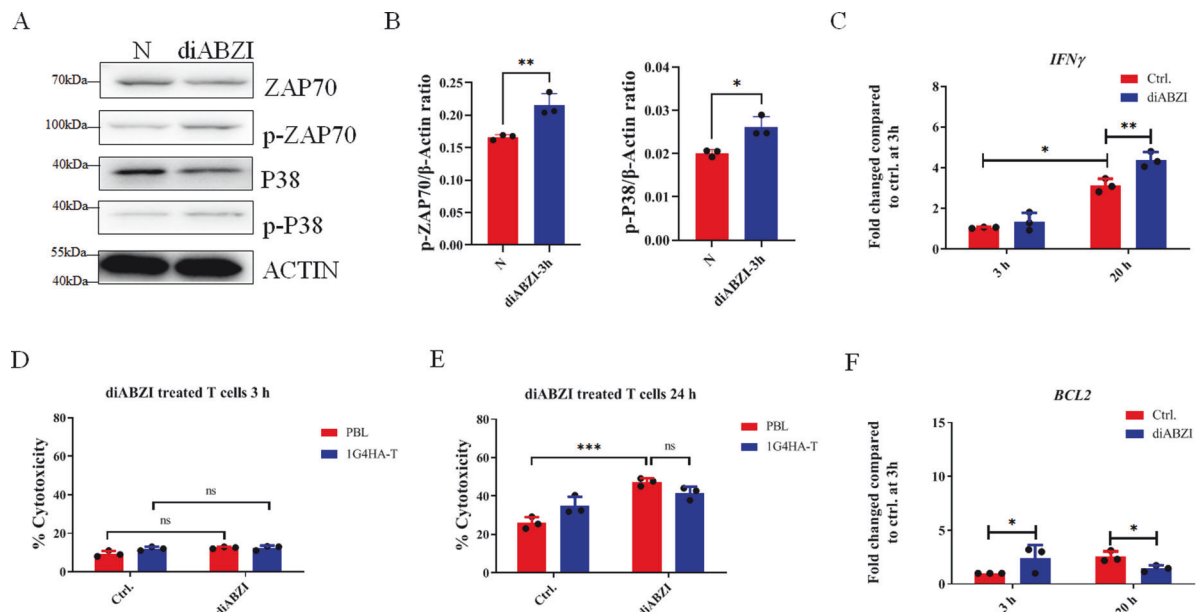 A
N diABZI
70kDa ZAP70
100kDa p-ZAP70
40kDa P38
40kDa p-P38
55kDa
40kDa ACTIN
B
p-ZAP70/β-Actin ratio
0.25
0.20
0.15
0.10
0.05
0.00
**
N
diABZI-3h
p-P38/β-Actin ratio
0.04
0.03
0.02
0.01
0.00
*
N
diABZI-3h
C
IFNγ
Ctrl.
diABZI
Fold changed compared
to ctrl. at 3h
8
6
4
2
0
*
**
3 h
20 h
D
diABZI treated T cells 3 h
PBL
1G4HA-T
% Cytotoxicity
80
60
40
20
0
ns
ns
Ctrl.
diABZI
E
diABZI treated T cells 24 h
PBL
1G4HA-T
% Cytotoxicity
80
60
40
20
0
***
ns
Ctrl.
diABZI
F
BCL2
Ctrl.
diABZI
Fold changed compared
to ctrl. at 3h
15
10
5
0
*
*
3 h
20 h